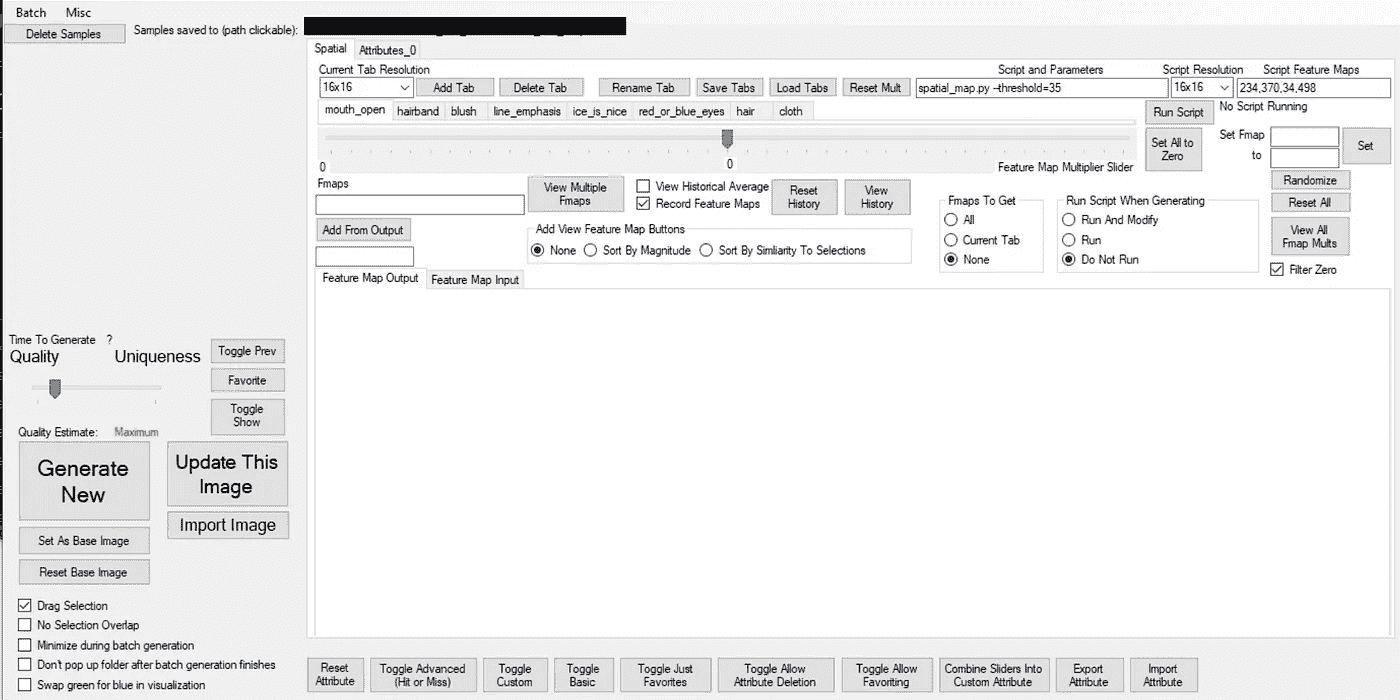 Batch Misc
Delete Samples Samples saved to (path clickable):
Spatial Attributes_0
Current Tab Resolution Script and Parameters Script Resolution Script Feature Maps
16x16 Add Tab Delete Tab Rename Tab Save Tabs Load Tabs Reset Mult spatial_map.py --threshold=35 16x16 234,370,34,498
mouth_open hairband blush line_emphasis ice_is_nice red_or_blue_eyes hair cloth Run Script No Script Running
Set All to
Zero
Set Fmap
to
Set
0 0 Feature Map Multiplier Slider
Fmaps
View Multiple
Fmaps
View Historical Average
Record Feature Maps
Reset
History
View
History
Randomize
Reset All
View All
Fmap Mults
Filter Zero
Fmaps To Get
All
Current Tab
None
Run Script When Generating
Run And Modify
Run
Do Not Run
Add From Output
Add View Feature Map Buttons
None Sort By Magnitude Sort By Simliarity To Selections
Feature Map Output Feature Map Input
Time To Generate ?
Quality Uniqueness
Toggle Prev
Favorite
Toggle
Show
Quality Estimate: Maximum
Generate
New
Update This
Image
Import Image
Set As Base Image
Reset Base Image
Drag Selection
No Selection Overlap
Minimize during batch generation
Don't pop up folder after batch generation finishes
Swap green for blue in visualization
Reset
Attribute
Toggle Advanced
(Hit or Miss)
Toggle
Custom
Toggle
Basic
Toggle Just
Favorites
Toggle Allow
Attribute Deletion
Toggle Allow
Favoriting
Combine Sliders Into
Custom Attribute
Export
Attribute
Import
Attribute